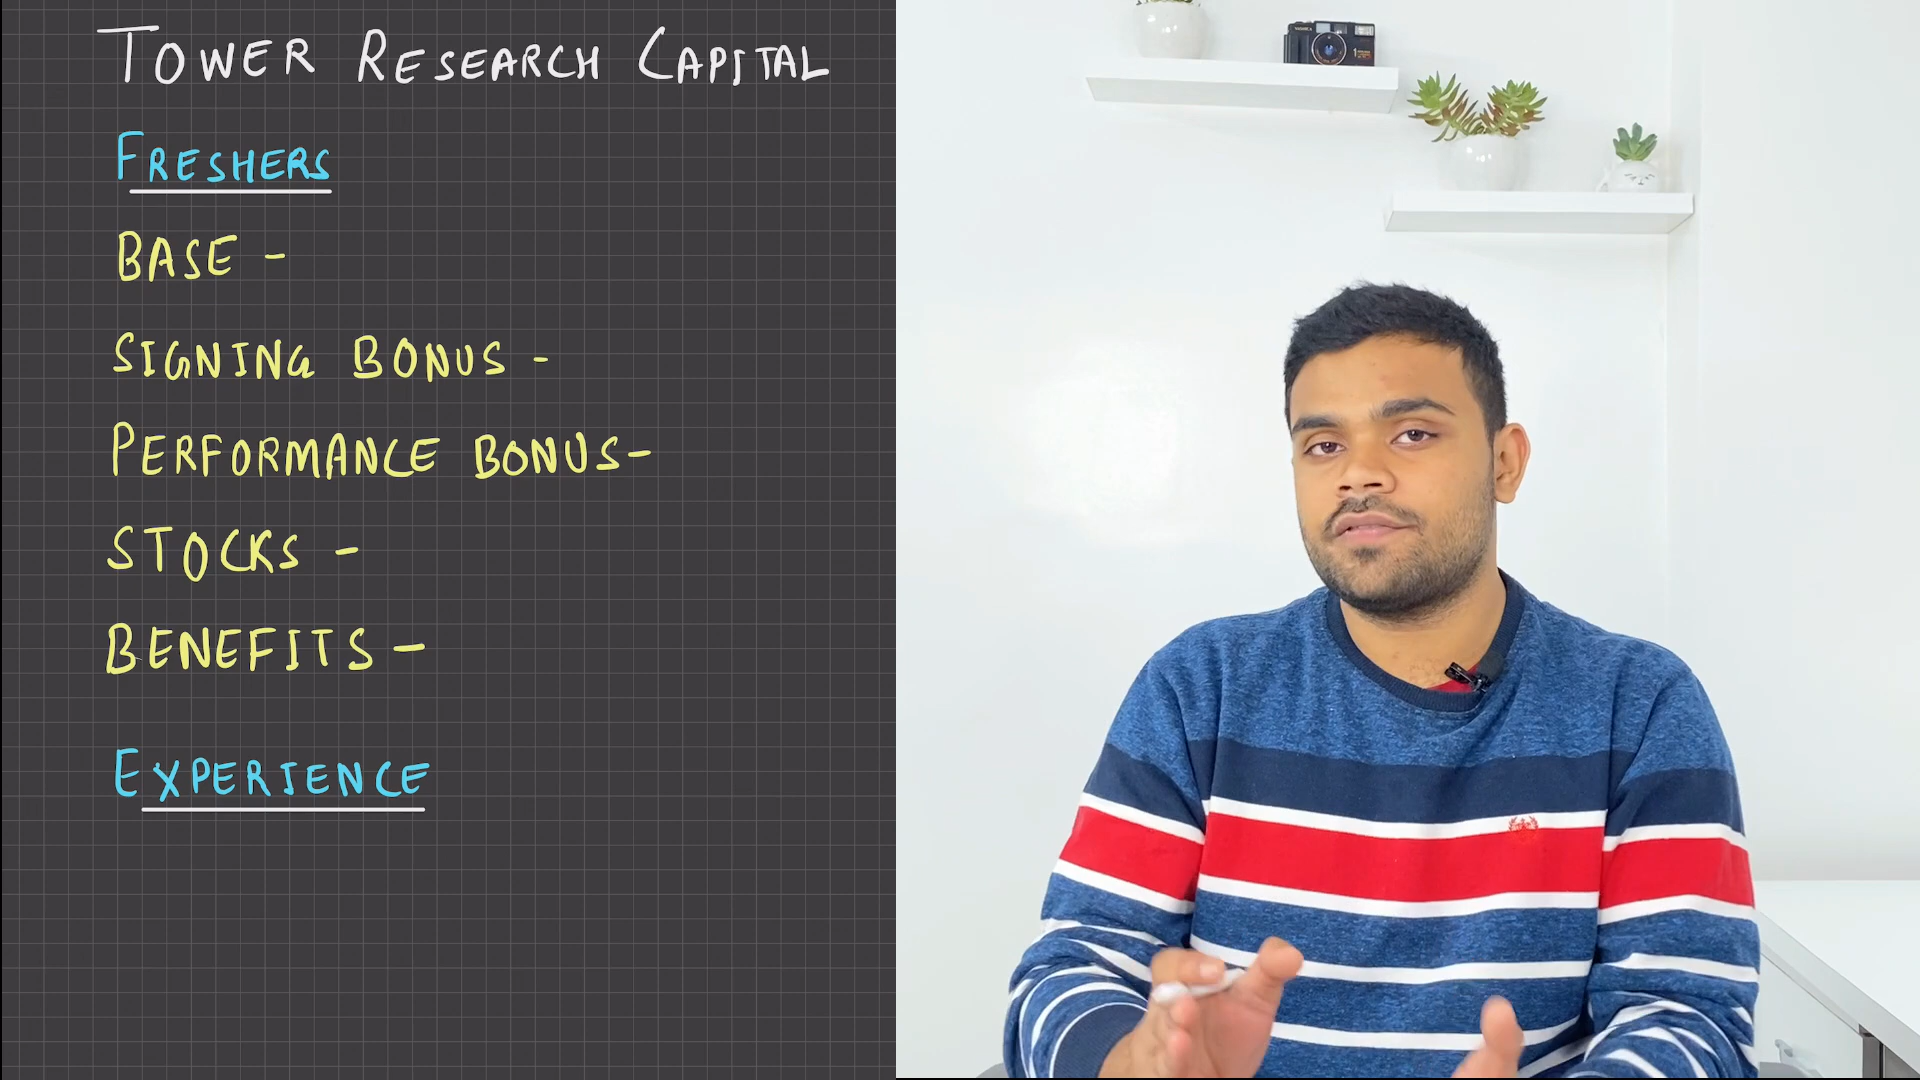 TOWER RESEARCH CAPITAL
FRESHERS
BASE -
SIGNING BONUS -
PERFORMANCE BONUS-
STOCKS -
BENEFITS -
EXPERIENCE